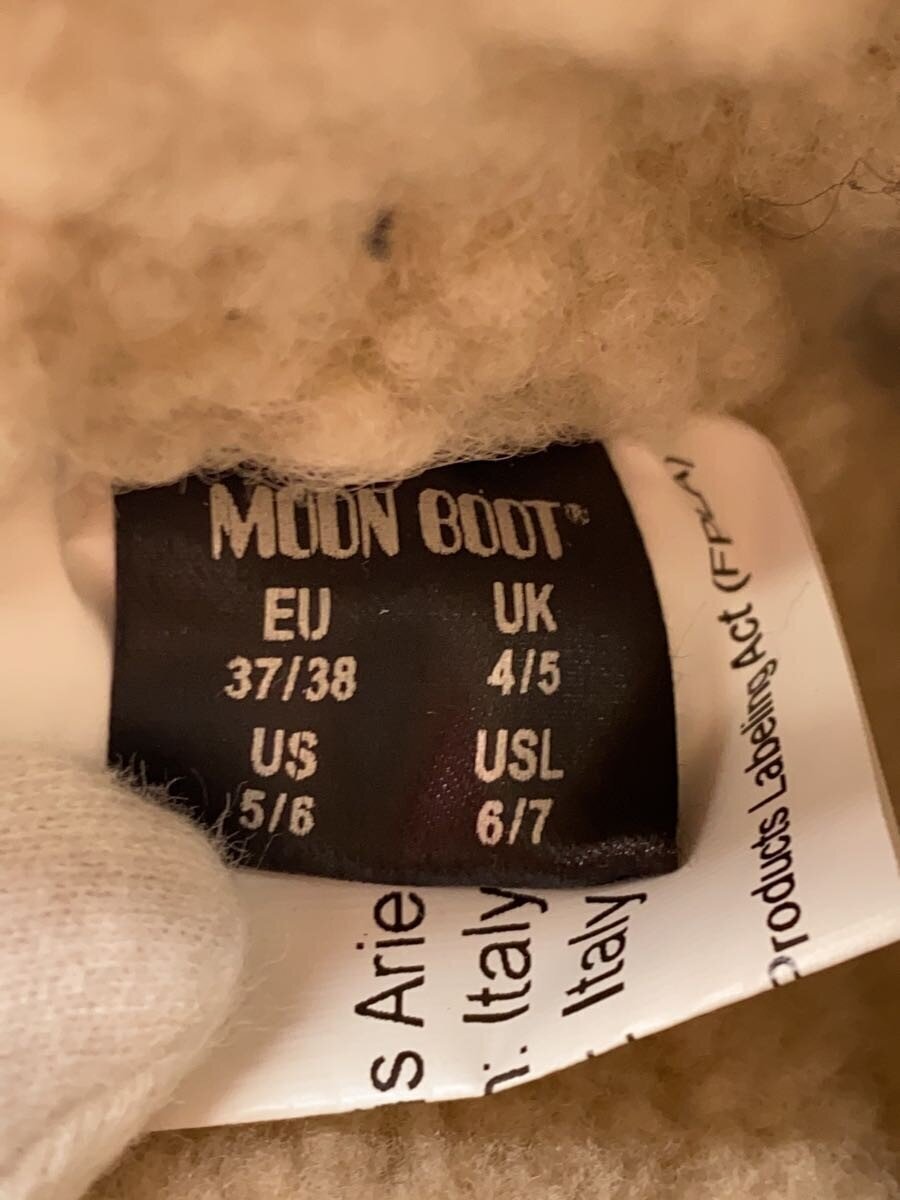 MOON BOOT®
EU UK
37/38 4/5
US USL
5/6 6/7
s Arie
: Italy
Italy
Products Labeling Act (FPLA)